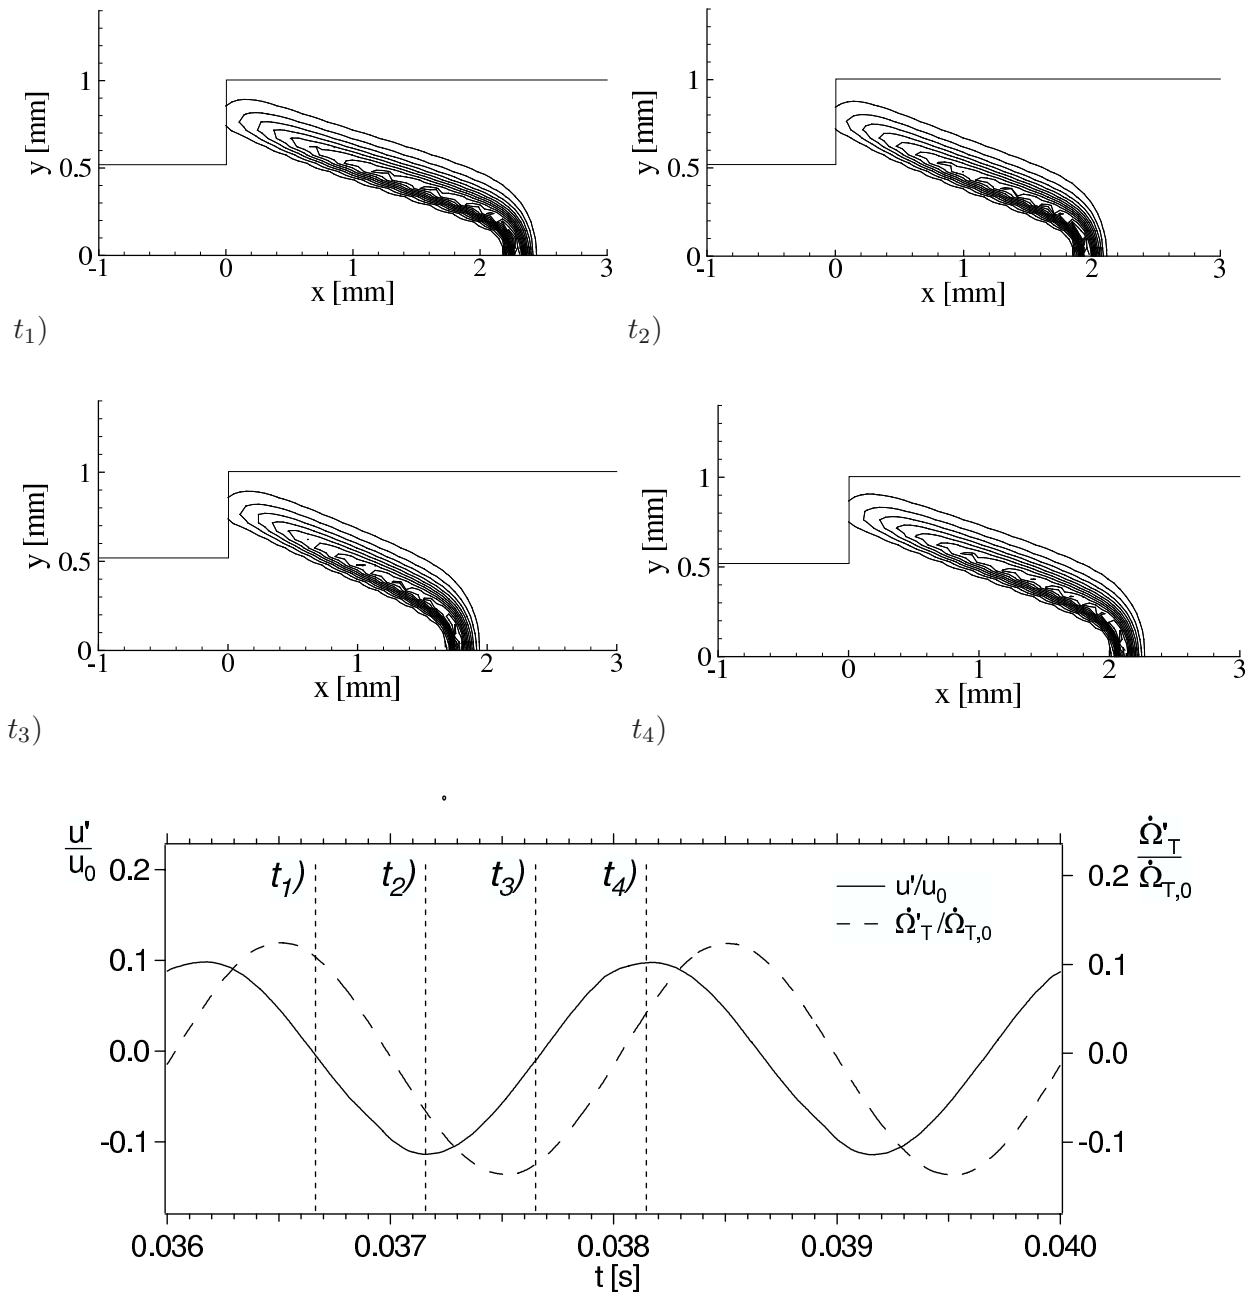 y [mm]
1
0.5
0
-1 0 1 2 3
x [mm]
t1)
y [mm]
1
0.5
0
-1 0 1 2 3
x [mm]
t2)
y [mm]
1
0.5
0
-1 0 1 2 3
x [mm]
t3)
y [mm]
1
0.5
0
-1 0 1 2 3
x [mm]
t4)
u'
u0
0.2
0.1
0.0
-0.1
t1) t2) t3) t4)
u'/u0
Ω̇'T/Ω̇T,0
Ω̇'T
Ω̇T,0
0.2
0.1
0.0
-0.1
0.036 0.037 0.038 0.039 0.040
t [s]